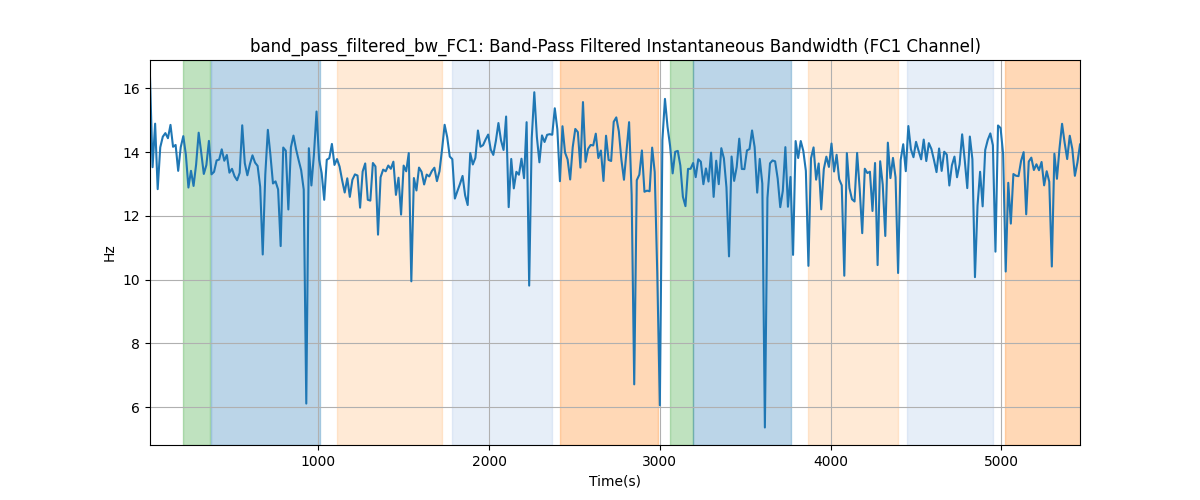 band_pass_filtered_bw_FC1: Band-Pass Filtered Instantaneous Bandwidth (FC1 Channel)
16
14
12
10
8
6
Hz
1000 2000 3000 4000 5000
Time(s)